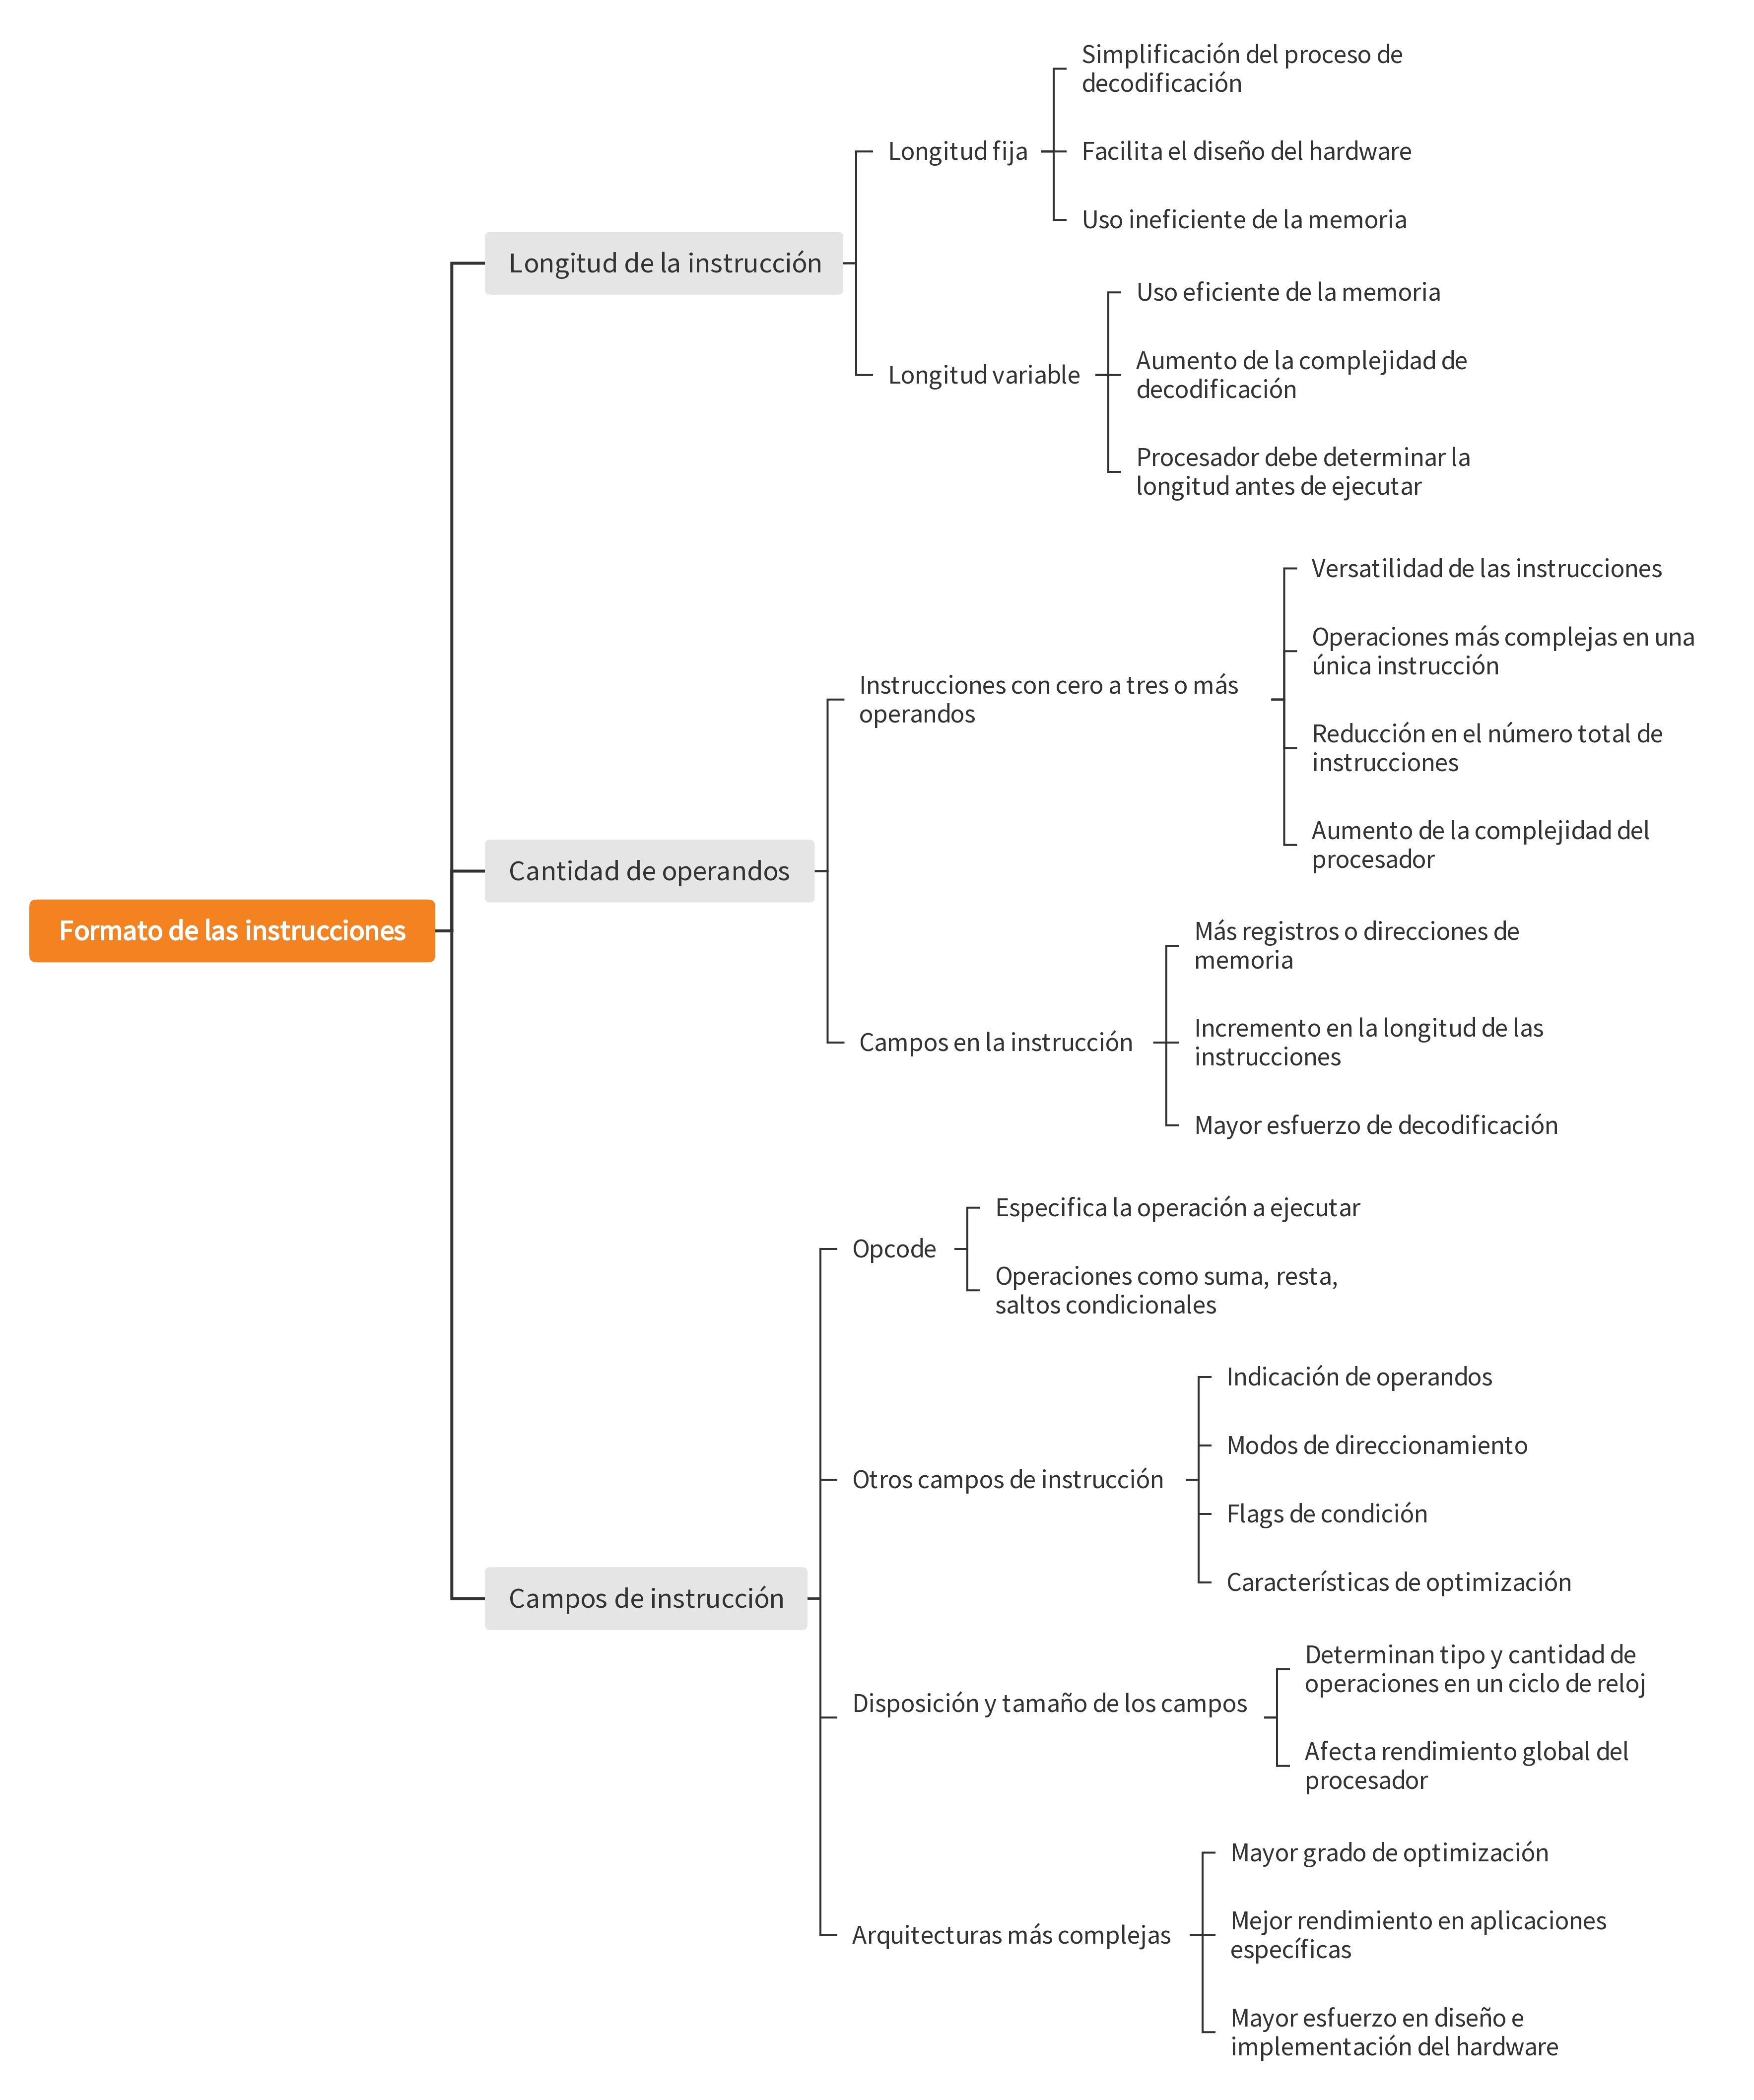 Formato de las instrucciones
Longitud de la instrucción
Longitud fija
Simplificación del proceso de
decodificación
Facilita el diseño del hardware
Uso ineficiente de la memoria
Longitud variable
Uso eficiente de la memoria
Aumento de la complejidad de
decodificación
Procesador debe determinar la
longitud antes de ejecutar
Cantidad de operandos
Instrucciones con cero a tres o más
operandos
Versatilidad de las instrucciones
Operaciones más complejas en una
única instrucción
Reducción en el número total de
instrucciones
Aumento de la complejidad del
procesador
Campos en la instrucción
Más registros o direcciones de
memoria
Incremento en la longitud de las
instrucciones
Mayor esfuerzo de decodificación
Campos de instrucción
Opcode
Especifica la operación a ejecutar
Operaciones como suma, resta,
saltos condicionales
Otros campos de instrucción
Indicación de operandos
Modos de direccionamiento
Flags de condición
Características de optimización
Disposición y tamaño de los campos
Determinan tipo y cantidad de
operaciones en un ciclo de reloj
Afecta rendimiento global del
procesador
Arquitecturas más complejas
Mayor grado de optimización
Mejor rendimiento en aplicaciones
específicas
Mayor esfuerzo en diseño e
implementación del hardware